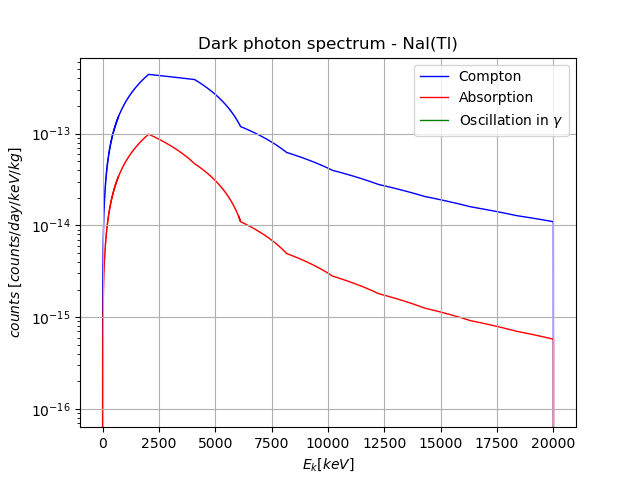 Dark photon spectrum - NaI(Tl)
Compton
Absorption
Oscillation in γ
counts [counts/day/keV/kg]
10⁻¹³
10⁻¹⁴
10⁻¹⁵
10⁻¹⁶
0 2500 5000 7500 10000 12500 15000 17500 20000
E_k[keV]